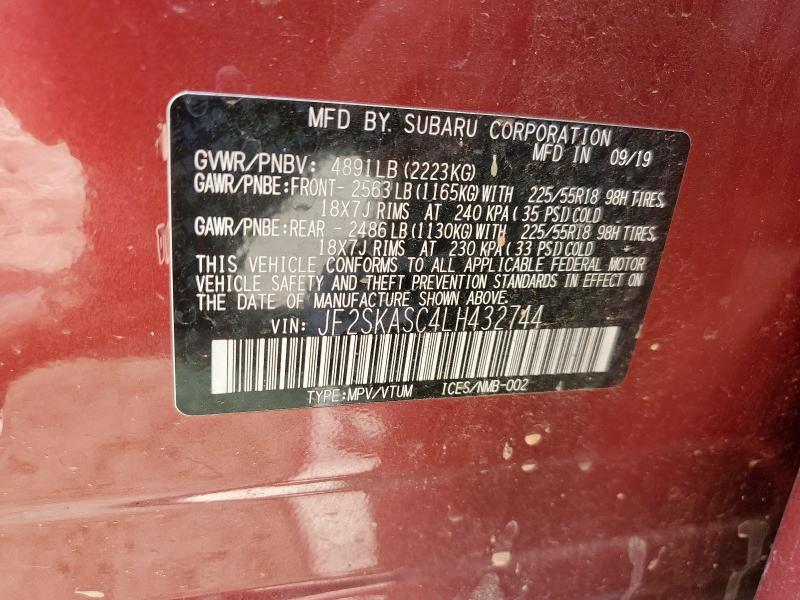 MFD BY. SUBARU CORPORATION
MFD IN 09/19
GVWR/PNBV: 4891LB (2223KG)
GAWR/PNBE:FRONT- 2563LB(1165KG)WITH 225/55R18 98H TIRES,
18X7J RIMS AT 240 KPA( 35 PSI)COLD
GAWR/PNBE:REAR - 2486LB(1130KG)WITH 225/55R18 98H TIRES,
18X7J RIMS AT 230 KPA( 33 PSI)COLD
THIS VEHICLE CONFORMS TO ALL APPLICABLE FEDERAL MOTOR
VEHICLE SAFETY AND THEFT PREVENTION STANDARDS IN EFFECT ON
THE DATE OF MANUFACTURE SHOWN ABOVE.
VIN: JF2SKASC4LH432744
TYPE:MPV/VTUM ICES/NMB-002